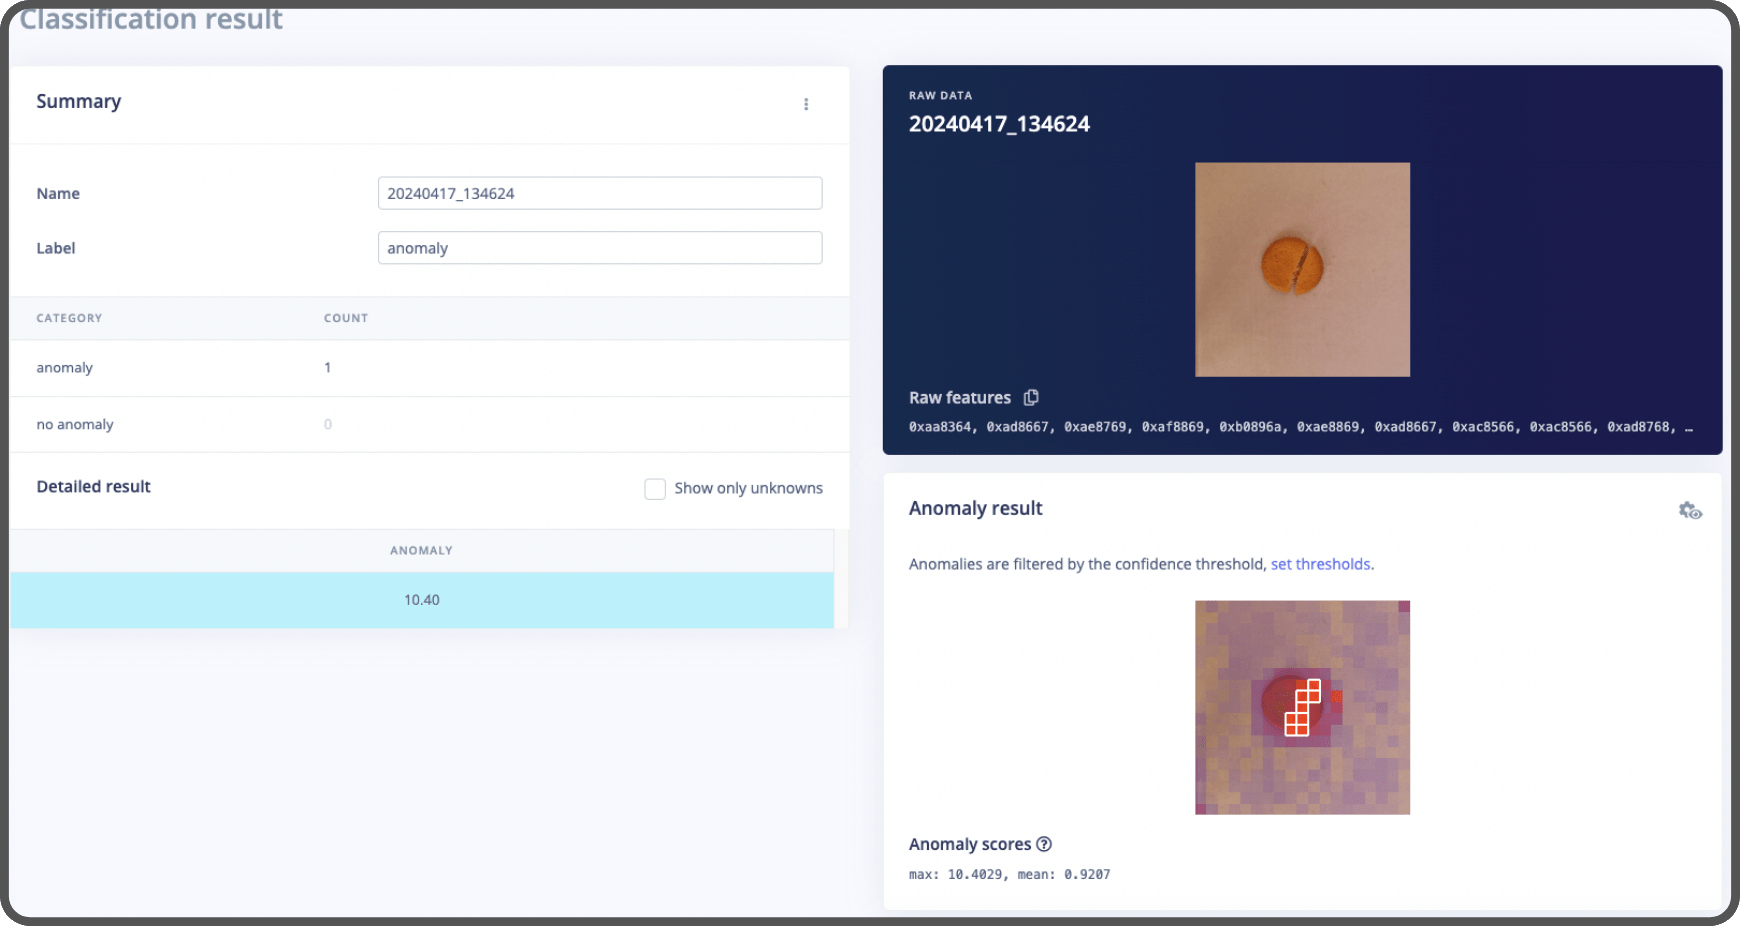 Classification result
Summary
Name
20240417_134624
Label
anomaly
CATEGORY COUNT
anomaly 1
no anomaly 0
Detailed result
Show only unknowns
ANOMALY
10.40
RAW DATA
20240417_134624
Raw features
0xaa8364, 0xad8667, 0xae8769, 0xaf8869, 0xb0896a, 0xae8869, 0xad8667, 0xac8566, 0xac8566, 0xad8768, …
Anomaly result
Anomalies are filtered by the confidence threshold, set thresholds.
Anomaly scores ?
max: 10.4029, mean: 0.9207